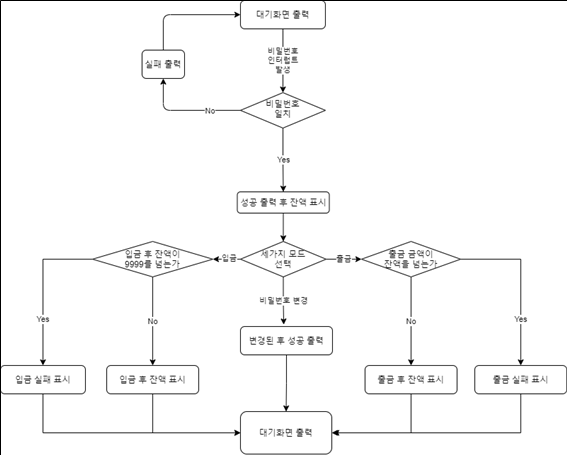 대기화면 출력
비밀번호
인터럽트
발생
실패 출력
비밀번호
일치
No
Yes
성공 출력 후 잔액 표시
입금 후 잔액이
9999를 넘는가
입금
세가지 모드
선택
출금
출금 금액이
잔액을 넘는가
비밀번호 변경
Yes
No
변경된 후 성공 출력
No
Yes
입금 실패 표시
입금 후 잔액 표시
출금 후 잔액 표시
출금 실패 표시
대기화면 출력